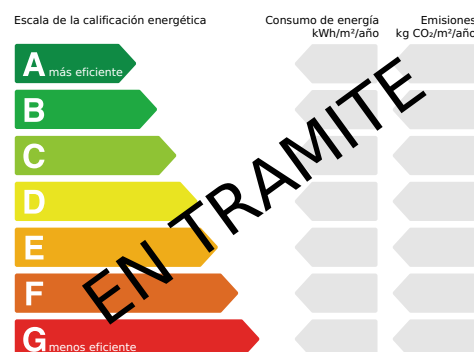 Escala de la calificación energética
Consumo de energía
kWh/m²/año
Emisiones
kg CO₂/m²/año
A más eficiente
B
C
D
E
F
G menos eficiente
EN TRAMITE